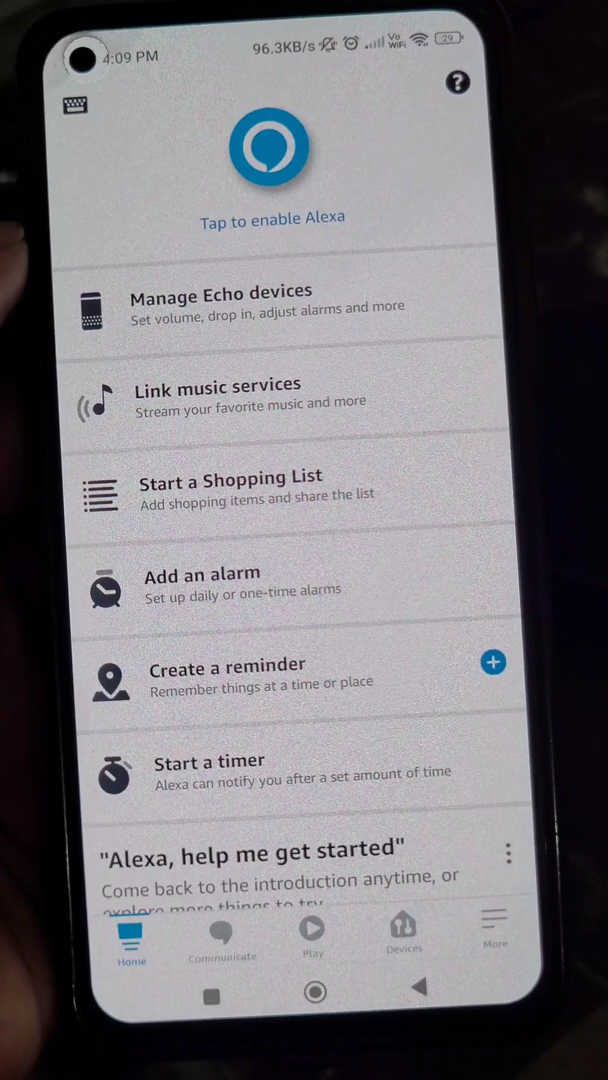 4:09 PM
96.3KB/s
Vo
WiFi
29
?
Tap to enable Alexa
Manage Echo devices
Set volume, drop in, adjust alarms and more
Link music services
Stream your favorite music and more
Start a Shopping List
Add shopping items and share the list
Add an alarm
Set up daily or one-time alarms
Create a reminder
Remember things at a time or place
Start a timer
Alexa can notify you after a set amount of time
"Alexa, help me get started"
Come back to the introduction anytime, or
explore more things to try
Home
Communicate
Play
Devices
More